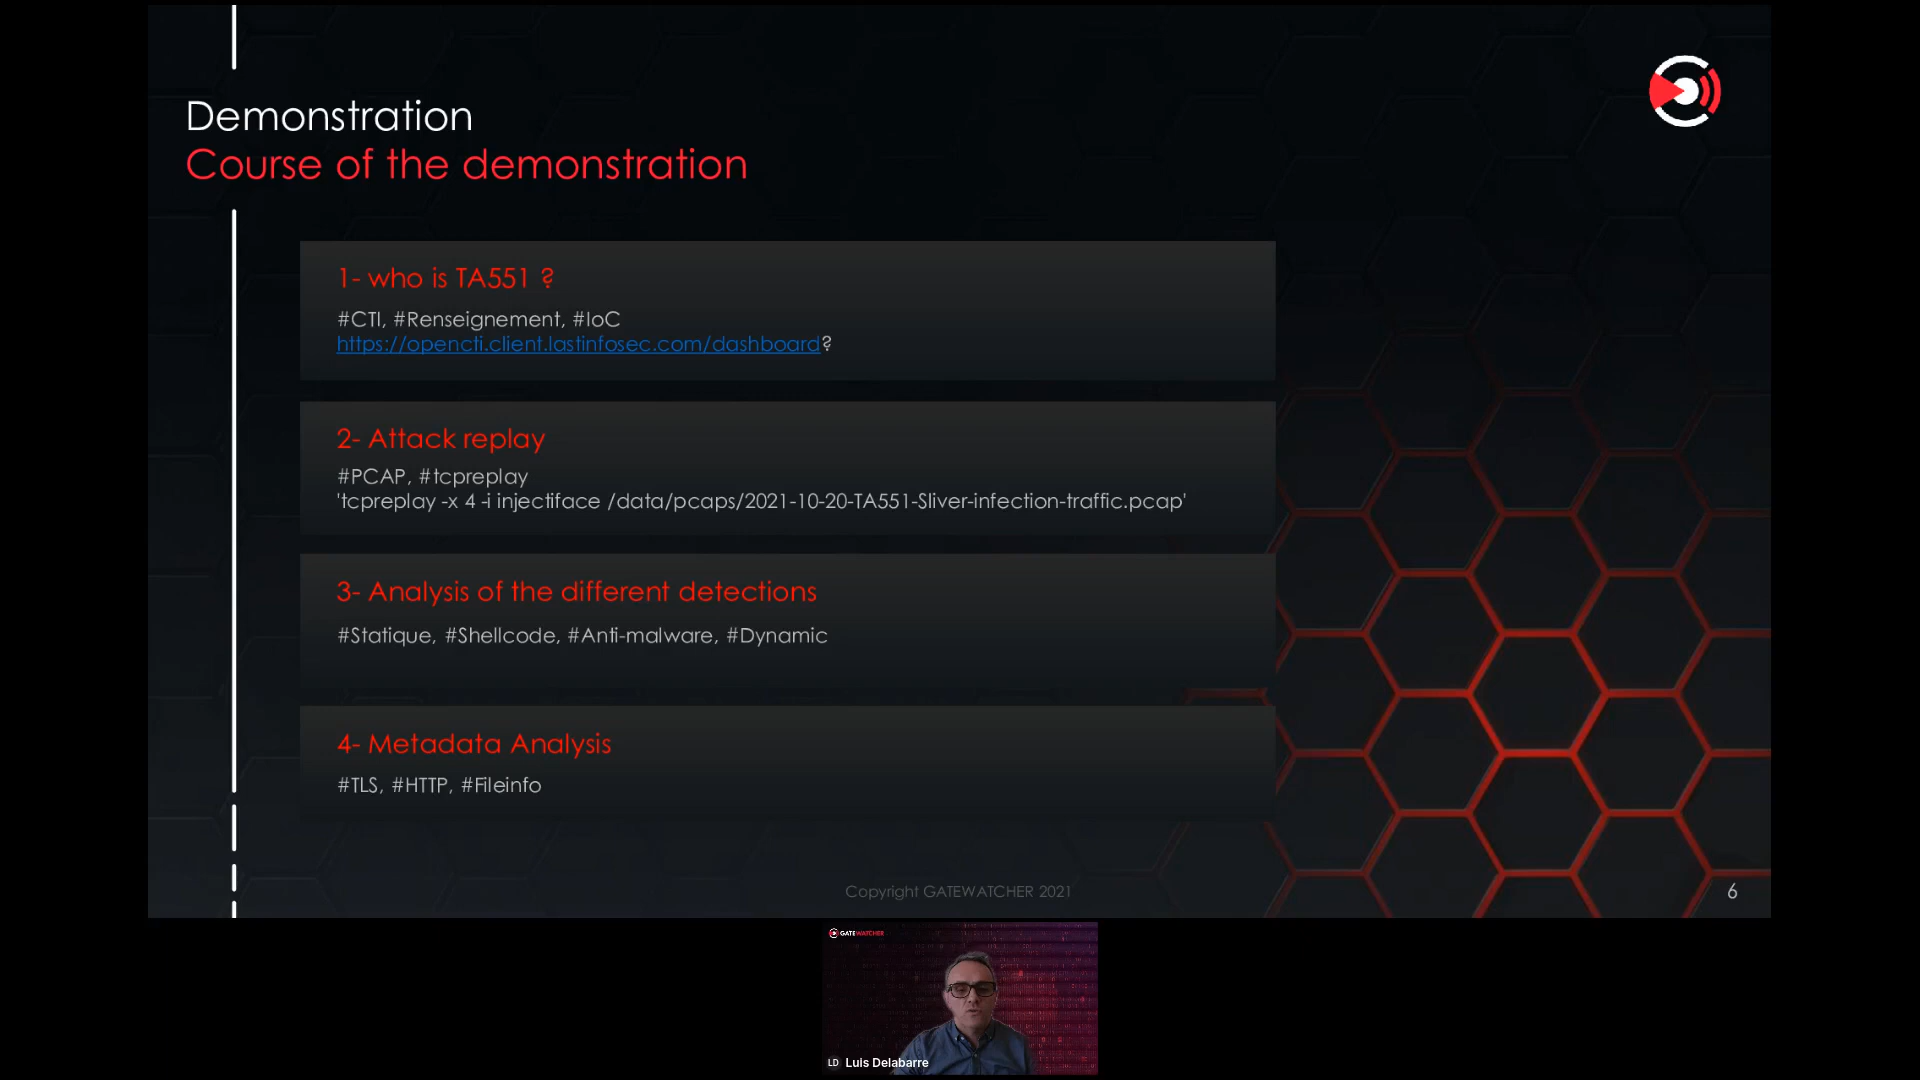 Demonstration
Course of the demonstration
1- who is TA551 ?
#CTI, #Renseignement, #IoC
https://opencti.client.lastinfosec.com/dashboard?
2- Attack replay
#PCAP, #tcpreplay
'tcpreplay -x 4 -i injectiface /data/pcaps/2021-10-20-TA551-Sliver-infection-traffic.pcap'
3- Analysis of the different detections
#Statique, #Shellcode, #Anti-malware, #Dynamic
4- Metadata Analysis
#TLS, #HTTP, #Fileinfo
Copyright GATEWATCHER 2021
6
GATEWATCHER
LD Luis Delabarre